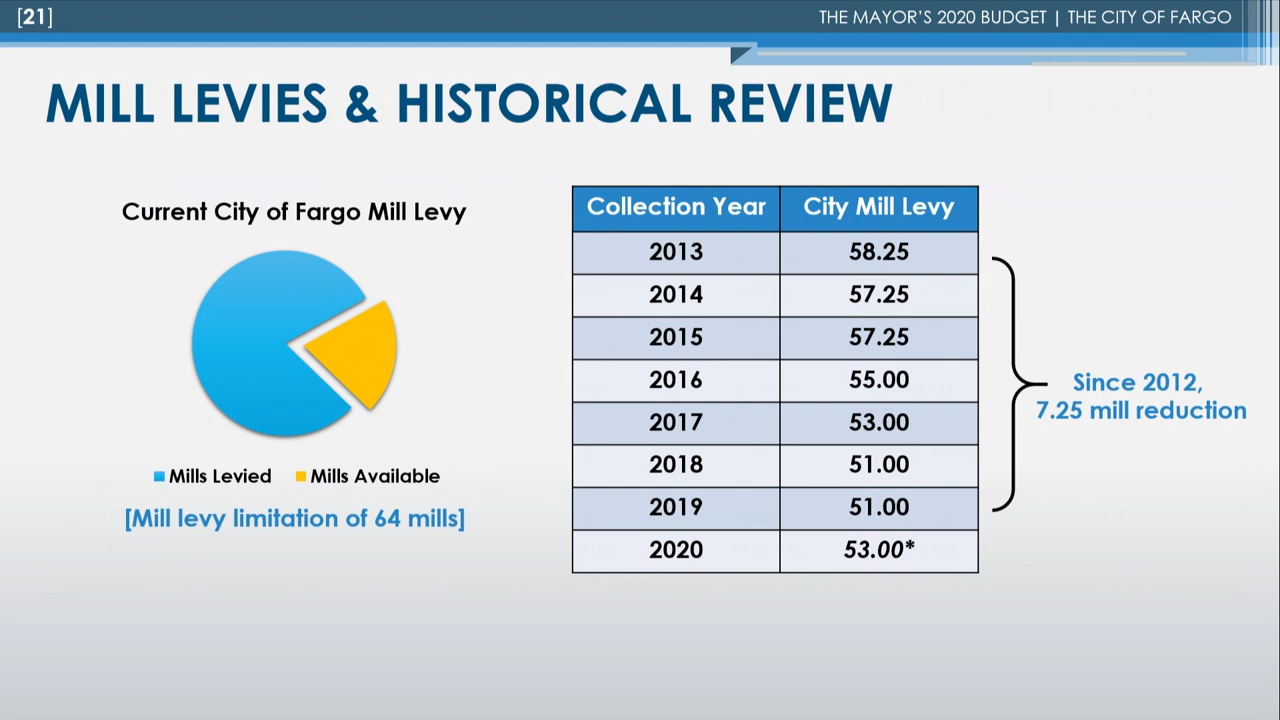 [21]
THE MAYOR'S 2020 BUDGET | THE CITY OF FARGO
MILL LEVIES & HISTORICAL REVIEW
Current City of Fargo Mill Levy
Mills Levied Mills Available
[Mill levy limitation of 64 mills]
Collection Year City Mill Levy
2013 58.25
2014 57.25
2015 57.25
2016 55.00
2017 53.00
2018 51.00
2019 51.00
2020 53.00*
Since 2012,
7.25 mill reduction